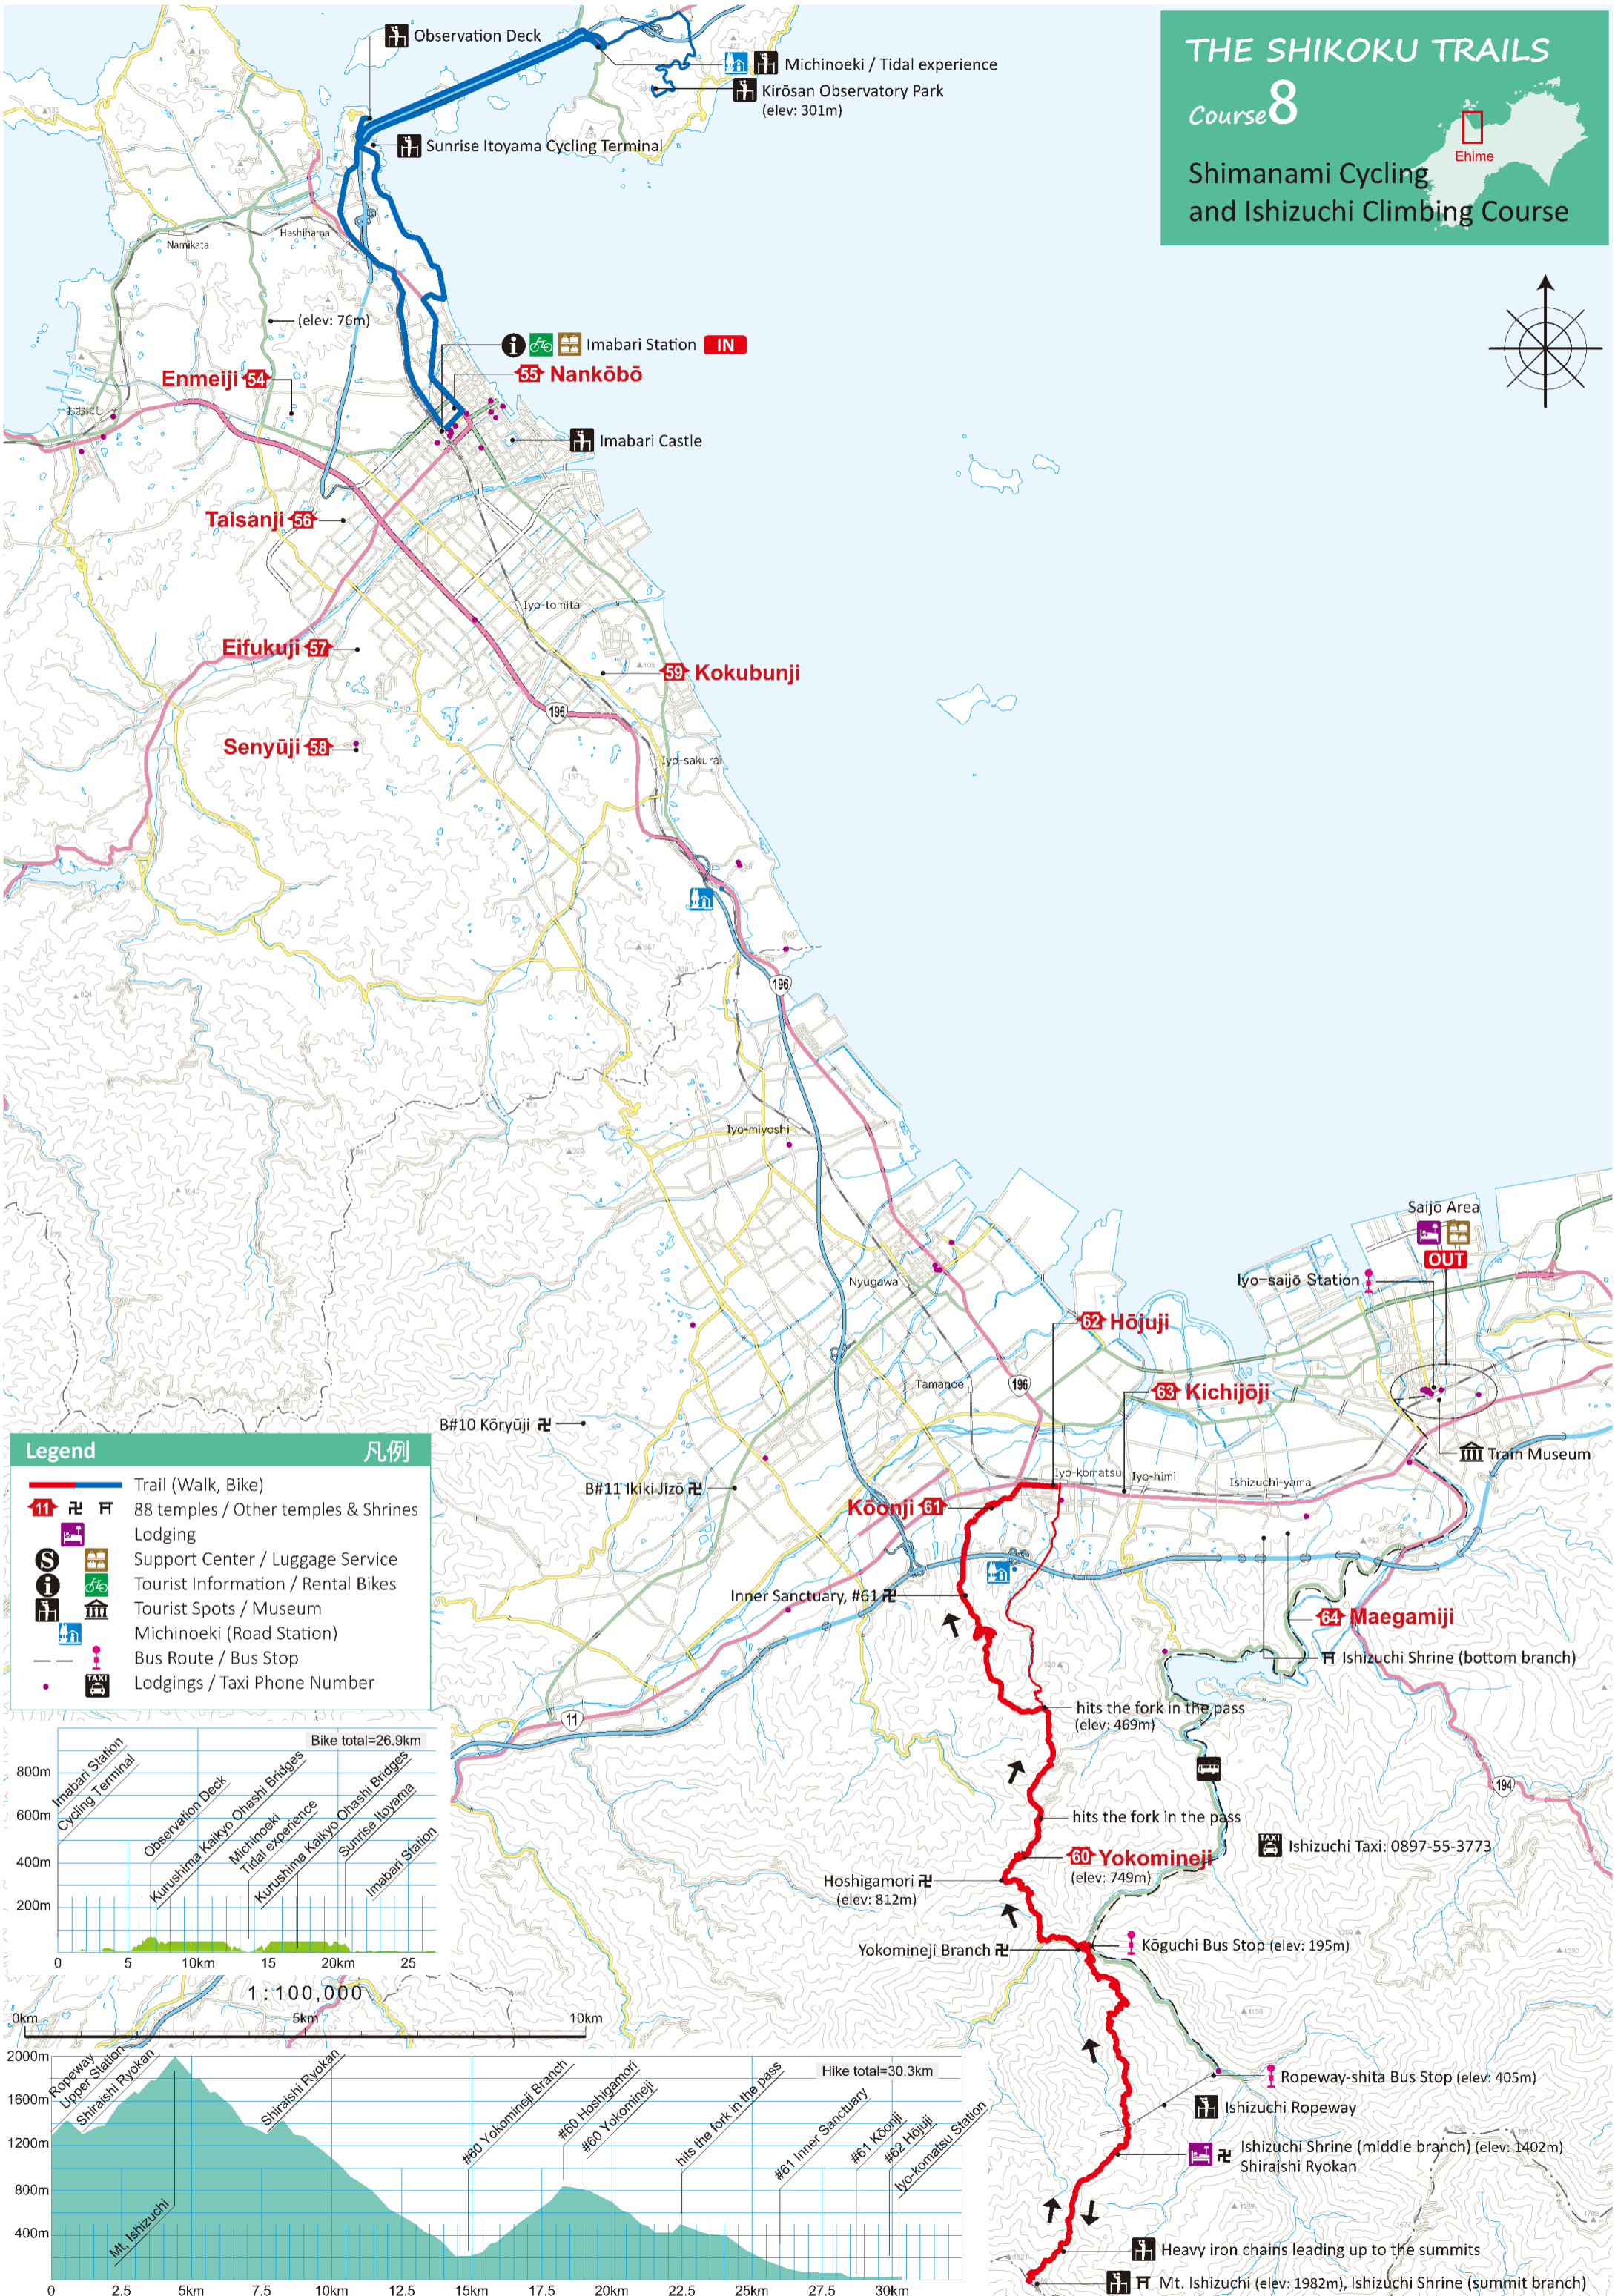 THE SHIKOKU TRAILS
Course 8
Ehime
Shimanami Cycling
and Ishizuchi Climbing Course
Observation Deck
Michinoeki / Tidal experience
Kirōsan Observatory Park
(elev: 301m)
Sunrise Itoyama Cycling Terminal
Hashihama
Namikata
(elev: 76m)
Imabari Station IN
55 Nankōbō
Enmeiji 54
おおにし
Imabari Castle
Taisanji 56
Iyo-tomita
Eifukuji 57
59 Kokubunji
196
Senyūji 58
Iyo-sakurai
196
Iyo-miyoshi
Saijō Area
OUT
Iyo-saijō Station
Nyugawa
62 Hōjuji
Tamanoe
196
63 Kichijōji
B#10 Kōryūji 卍
Train Museum
Iyo-komatsu
Iyo-himi
Ishizuchi-yama
B#11 Ikiki Jizō 卍
Kōonji 61
Inner Sanctuary, #61 卍
64 Maegamiji
Ishizuchi Shrine (bottom branch)
hits the fork in the pass
(elev: 469m)
11
194
hits the fork in the pass
TAXI
Ishizuchi Taxi: 0897-55-3773
60 Yokomineji
(elev: 749m)
Hoshigamori 卍
(elev: 812m)
Yokomineji Branch 卍
Kōguchi Bus Stop (elev: 195m)
Ropeway-shita Bus Stop (elev: 405m)
Ishizuchi Ropeway
卍 Ishizuchi Shrine (middle branch) (elev: 1402m)
Shiraishi Ryokan
Heavy iron chains leading up to the summits
Mt. Ishizuchi (elev: 1982m), Ishizuchi Shrine (summit branch)
Legend 凡例
Trail (Walk, Bike)
11 卍 88 temples / Other temples & Shrines
Lodging
S Support Center / Luggage Service
i Tourist Information / Rental Bikes
Tourist Spots / Museum
Michinoeki (Road Station)
Bus Route / Bus Stop
TAXI
Lodgings / Taxi Phone Number
Bike total=26.9km
Imabari Station
Cycling Terminal
Observation Deck
Kurushima Kaikyo Ohashi Bridges
Michinoeki
Tidal experience
Kurushima Kaikyo Ohashi Bridges
Sunrise Itoyama
Imabari Station
800m
600m
400m
200m
0 5 10km 15 20km 25
1:100,000
0km 5km 10km
Hike total=30.3km
Ropeway
Upper Station
Shiraishi Ryokan
Mt. Ishizuchi
Shiraishi Ryokan
#60 Yokomineji Branch
#60 Hoshigamori
#60 Yokomineji
hits the fork in the pass
#61 Inner Sanctuary
#61 Kōonji
#62 Hōjuji
Iyo-komatsu Station
2000m
1600m
1200m
800m
400m
0 2.5 5km 7.5 10km 12.5 15km 17.5 20km 22.5 25km 27.5 30km